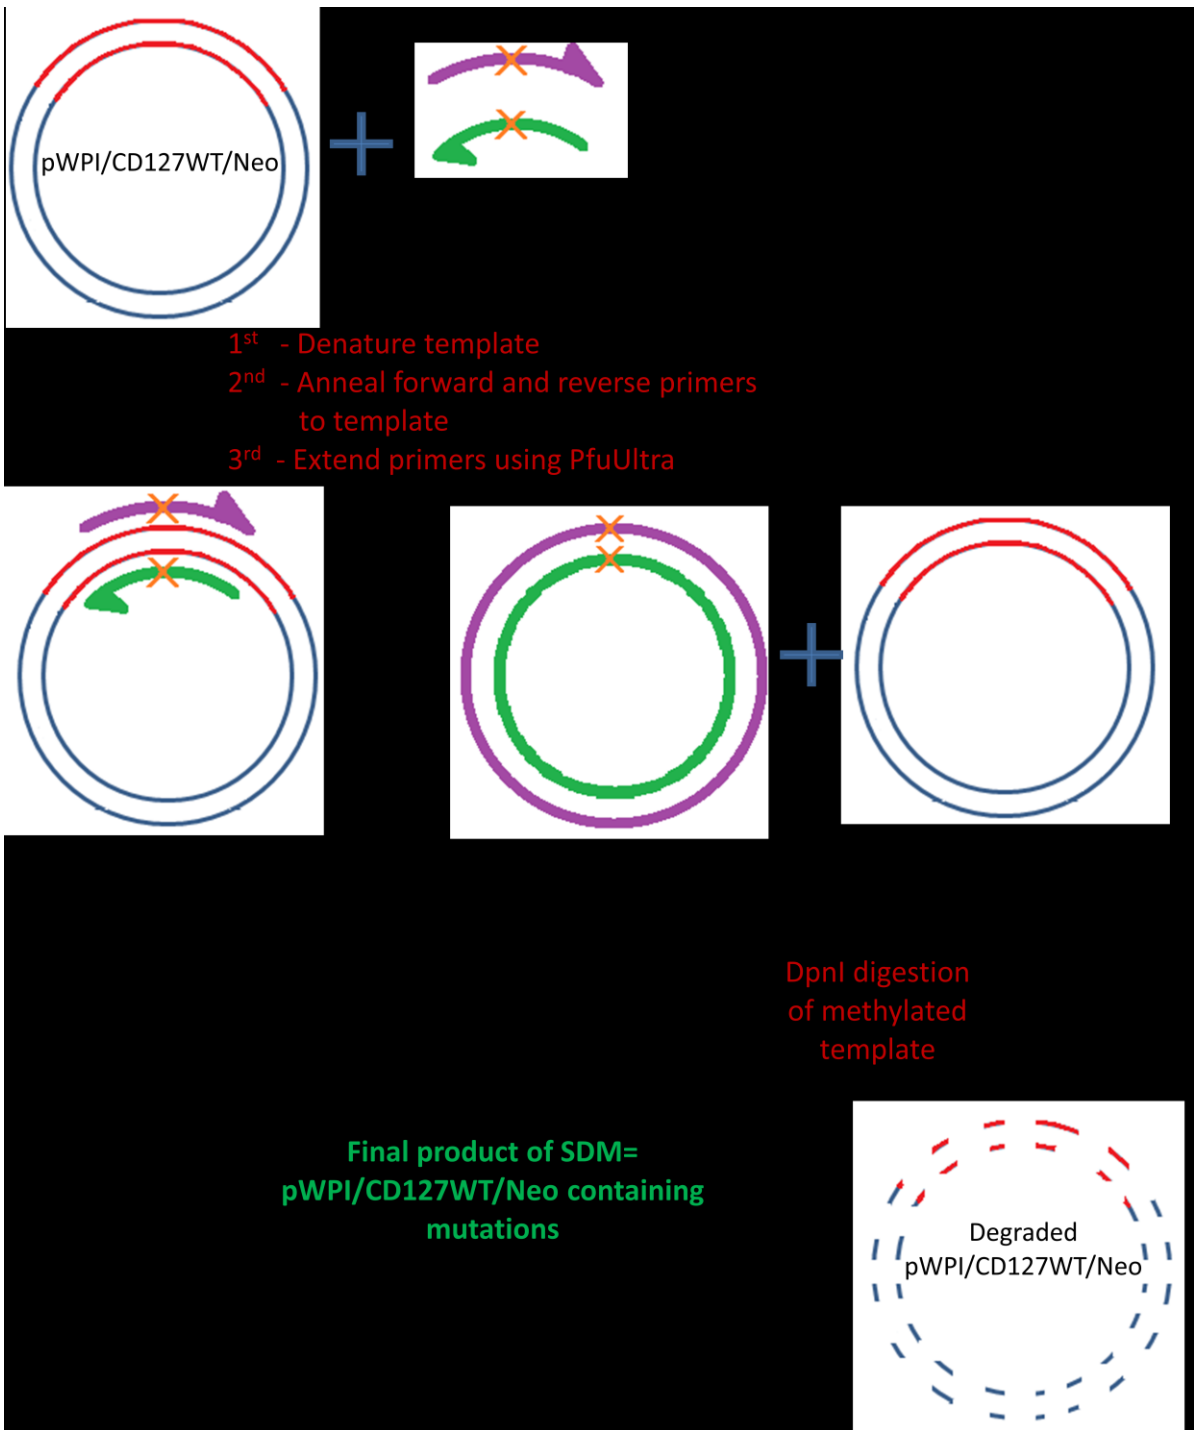 pWPI/CD127WT/Neo
1st - Denature template
2nd - Anneal forward and reverse primers
to template
3rd - Extend primers using PfuUltra
DpnI digestion
of methylated
template
Final product of SDM=
pWPI/CD127WT/Neo containing
mutations
Degraded
pWPI/CD127WT/Neo